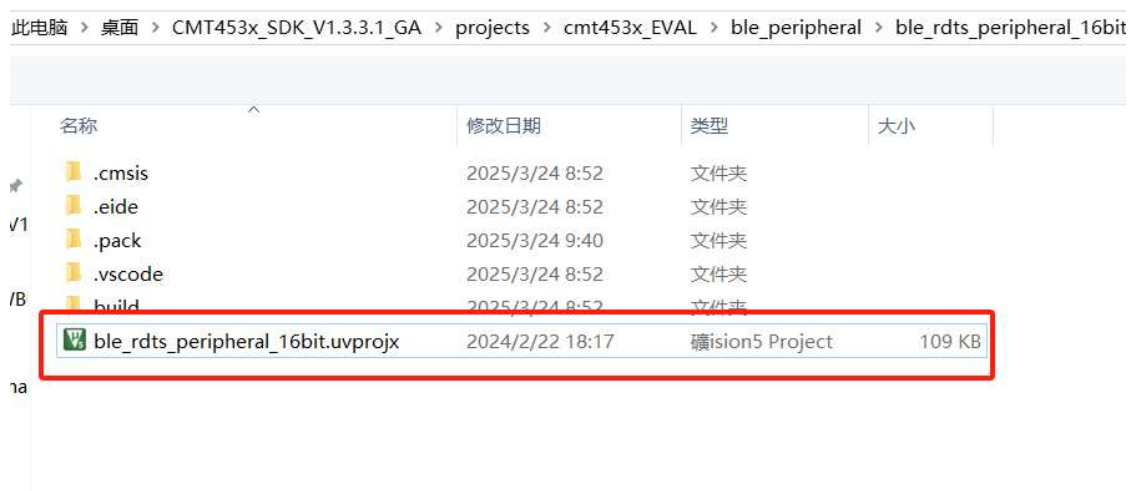 此电脑 > 桌面 > CMT453x_SDK_V1.3.3.1_GA > projects > cmt453x_EVAL > ble_peripheral > ble_rdts_peripheral_16bit
名称 修改日期 类型 大小
.cmsis 2025/3/24 8:52 文件夹
.eide 2025/3/24 8:52 文件夹
V1
.pack 2025/3/24 9:40 文件夹
.vscode 2025/3/24 8:52 文件夹
/B
build 2025/3/24 8:52 文件夹
ble_rdts_peripheral_16bit.uvprojx 2024/2/22 18:17 礦ision5 Project 109 KB
na